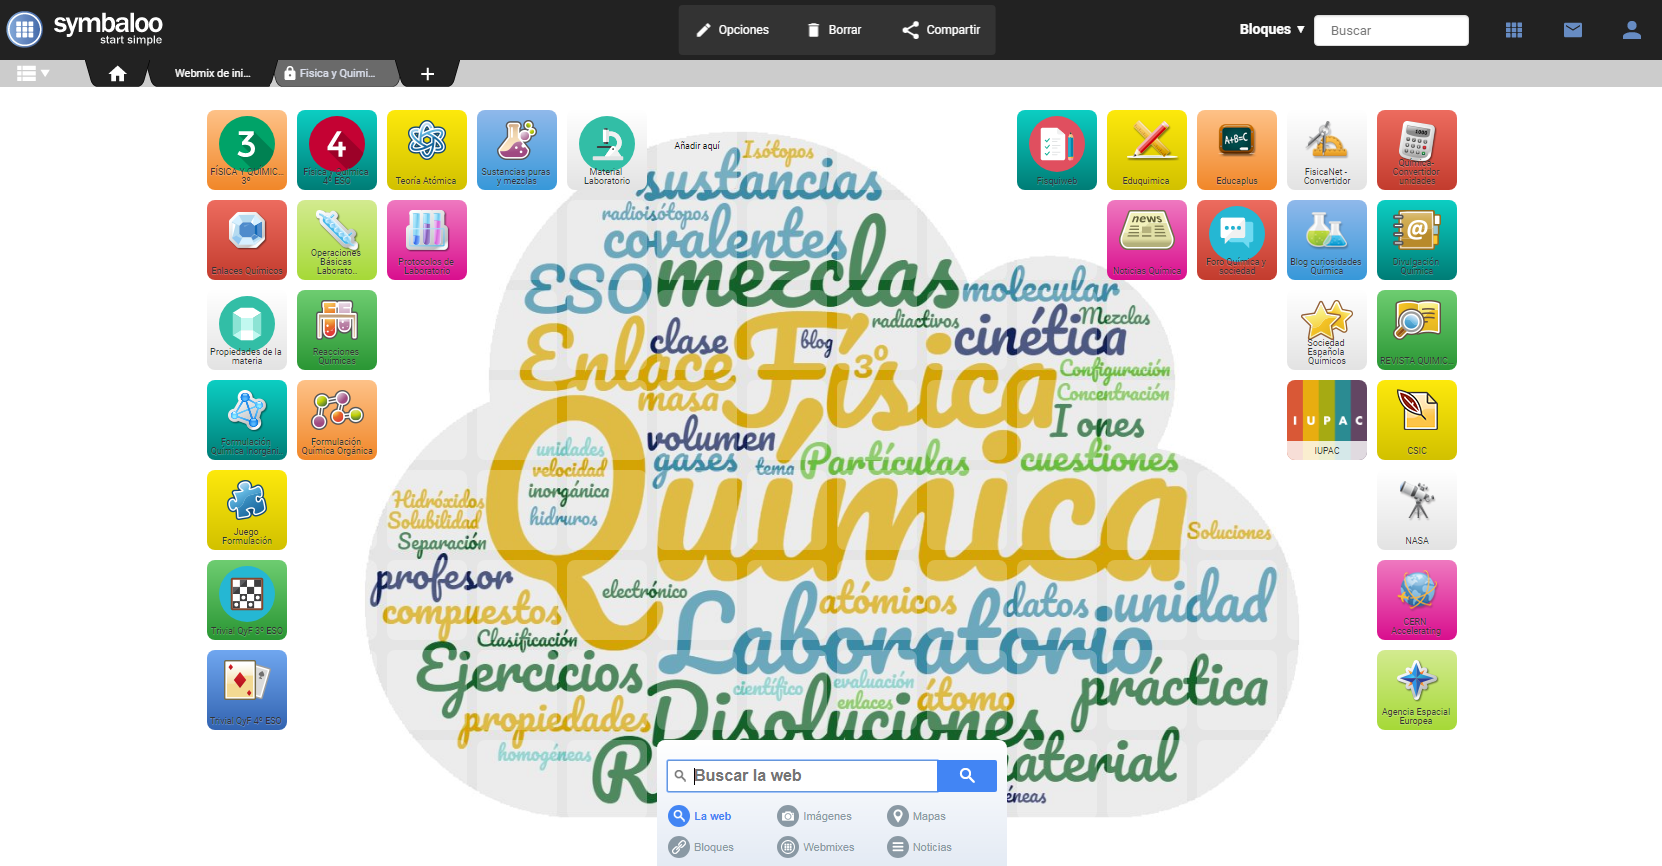 symbaloo
start simple
Opciones
Borrar
Compartir
Bloques ▼
Buscar
Webmix de ini...
Fisica y Quimi...
+
3
FÍSICA Y QUIMIC...
3º
4
Fisica y Quimica
4º ESO
Teoría Atómica
Sustancias puras
y mezclas
Material
Laboratorio
Añadir aquí
Fisquiweb
Eduquimica
A+B=C
Educaplus
FisicaNet -
Convertidor
Química-
Convertidor
unidades
Enlaces Quimicos
Operaciones
Básicas
Laborato..
Protocolos de
Laboratorio
news
Noticias Quimica
Foro Química y
sociedad
Blog curiosidades
Química
@
Divulgación
Química
Propiedades de la
materia
Reacciones
Químicas
Sociedad
Española
Químicos
REVISTA QUIMIC...
Formulación
Química Inorgáni..
Formulación
Química Orgánica
I U P A C
IUPAC
CSIC
Juego
Formulación
NASA
Trivial QyF 3º ESO
CERN
Accelerating
Trivial QyF 4º ESO
Agencia Espacial
Europea
Isótopos
sustancias
radioisótopos
covalentes
ESO
mezclas
molecular
radiactivos
Mezclas
clase
blog
cinética
Enlace
Física
3º
Configuración
masa
Concentración
volumen
Iones
unidades
gases
tema
Partículas
cuestiones
velocidad
inorgánica
hidruros
Química
Hidróxidos
Solubilidad
Separación
Soluciones
profesor
electrónico
atómicos
datos
unidad
compuestos
Clasificación
Laboratorio
Ejercicios
científico
evaluación
enlaces
átomo
práctica
propiedades
Disoluciones
homogéneas
R
aterial
éneas
Buscar la web
La web
Imágenes
Mapas
Bloques
Webmixes
Noticias